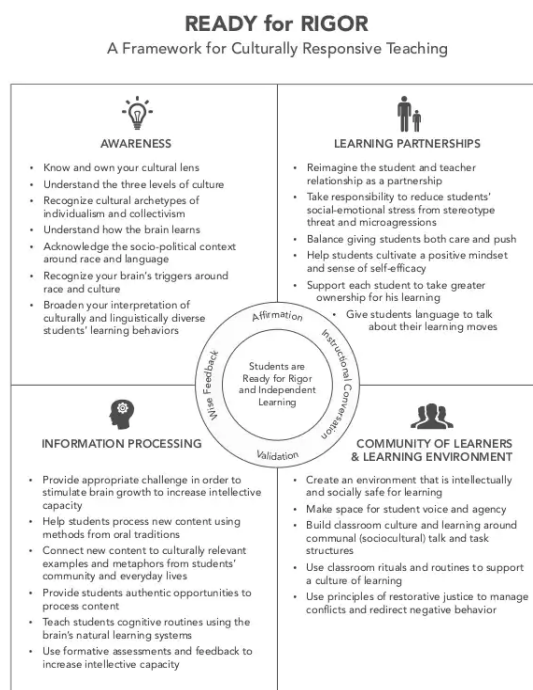 READY for RIGOR
A Framework for Culturally Responsive Teaching
AWARENESS
• Know and own your cultural lens
• Understand the three levels of culture
• Recognize cultural archetypes of
individualism and collectivism
• Understand how the brain learns
• Acknowledge the socio-political context
around race and language
• Recognize your brain's triggers around
race and culture
• Broaden your interpretation of
culturally and linguistically diverse
students' learning behaviors
LEARNING PARTNERSHIPS
• Reimagine the student and teacher
relationship as a partnership
• Take responsibility to reduce students'
social-emotional stress from stereotype
threat and microagressions
• Balance giving students both care and push
• Help students cultivate a positive mindset
and sense of self-efficacy
• Support each student to take greater
ownership for his learning
• Give students language to talk
about their learning moves
Affirmation
Instructional Conversation
Validation
Wise Feedback
Students are
Ready for Rigor
and Independent
Learning
INFORMATION PROCESSING
• Provide appropriate challenge in order to
stimulate brain growth to increase intellective
capacity
• Help students process new content using
methods from oral traditions
• Connect new content to culturally relevant
examples and metaphors from students'
community and everyday lives
• Provide students authentic opportunities to
process content
• Teach students cognitive routines using the
brain's natural learning systems
• Use formative assessments and feedback to
increase intellective capacity
COMMUNITY OF LEARNERS
& LEARNING ENVIRONMENT
• Create an environment that is intellectually
and socially safe for learning
• Make space for student voice and agency
• Build classroom culture and learning around
communal (sociocultural) talk and task
structures
• Use classroom rituals and routines to support
a culture of learning
• Use principles of restorative justice to manage
conflicts and redirect negative behavior